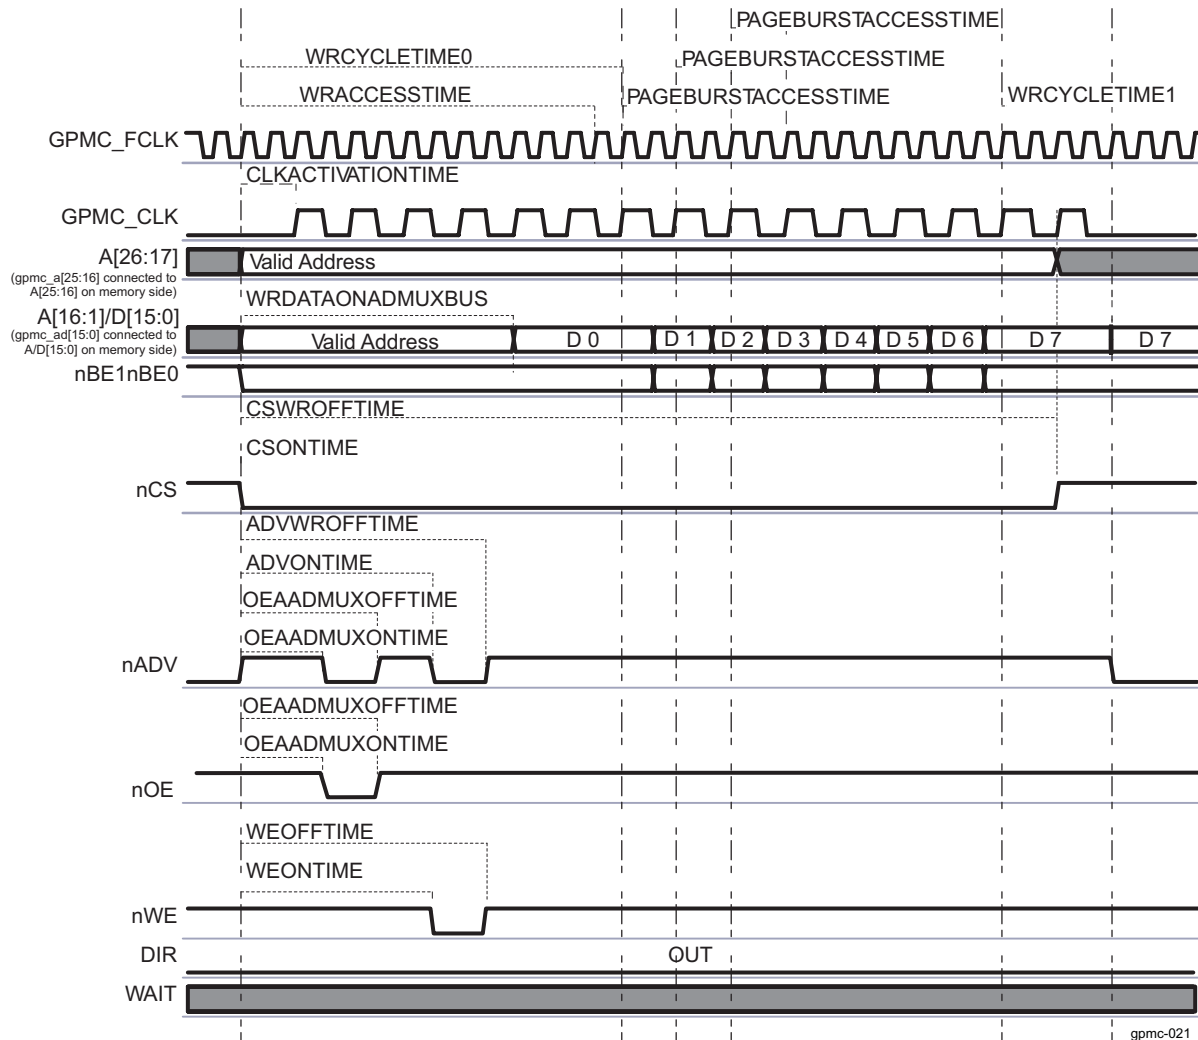 PAGEBURSTACCESSTIME
WRCYCLETIME0
PAGEBURSTACCESSTIME
WRACCESSTIME
PAGEBURSTACCESSTIME
WRCYCLETIME1
GPMC_FCLK
CLKACTIVATIONTIME
GPMC_CLK
A[26:17]
(gpmc_a[25:16] connected to
A[25:16] on memory side)
Valid Address
WRDATAONADMUXBUS
A[16:1]/D[15:0]
(gpmc_ad[15:0] connected to
A/D[15:0] on memory side)
Valid Address D 0 D 1 D 2 D 3 D 4 D 5 D 6 D 7 D 7
nBE1nBE0
CSWROFFTIME
CSONTIME
nCS
ADVWROFFTIME
ADVONTIME
OEAADMUXOFFTIME
OEAADMUXONTIME
nADV
OEAADMUXOFFTIME
OEAADMUXONTIME
nOE
WEOFFTIME
WEONTIME
nWE
DIR OUT
WAIT
gpmc-021